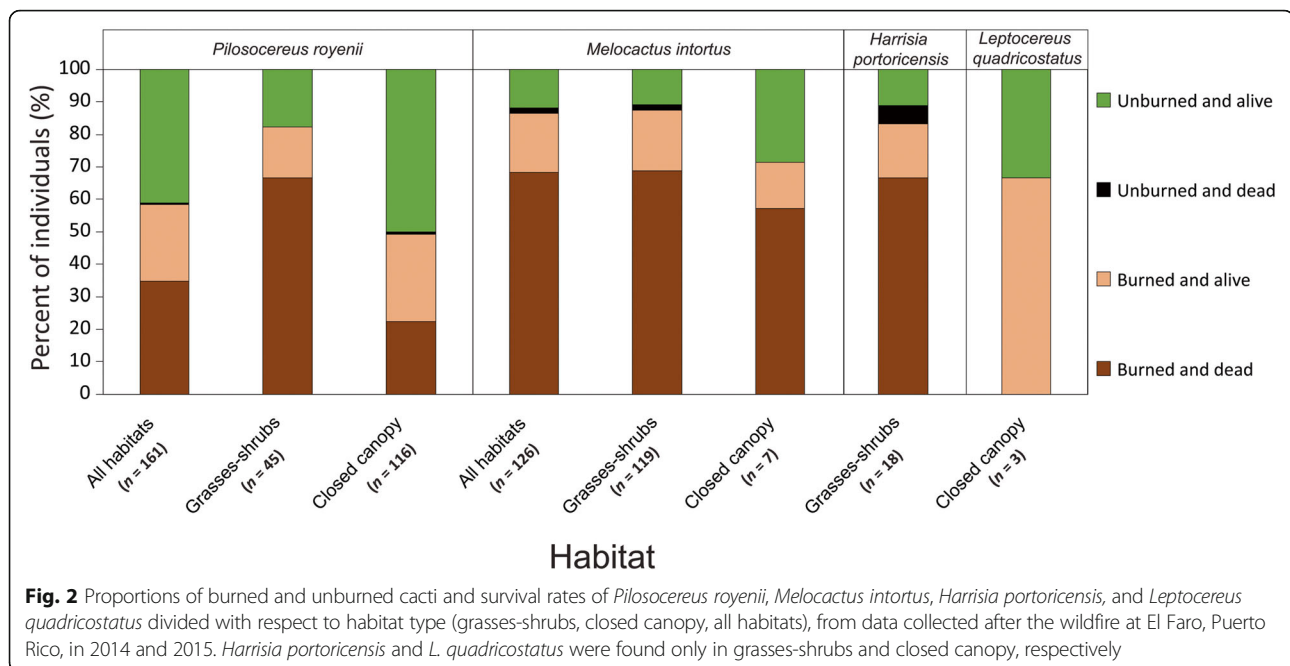 Pilosocereus royenii
Melocactus intortus
Harrisia
portoricensis
Leptocereus
quadricostatus
Percent of individuals (%)
100
90
80
70
60
50
40
30
20
10
0
Unburned and alive
Unburned and dead
Burned and alive
Burned and dead
All habitats
(n = 161)
Grasses-shrubs
(n = 45)
Closed canopy
(n = 116)
All habitats
(n = 126)
Grasses-shrubs
(n = 119)
Closed canopy
(n = 7)
Grasses-shrubs
(n = 18)
Closed canopy
(n = 3)
Habitat
Fig. 2 Proportions of burned and unburned cacti and survival rates of Pilosocereus royenii, Melocactus intortus, Harrisia portoricensis, and Leptocereus
quadricostatus divided with respect to habitat type (grasses-shrubs, closed canopy, all habitats), from data collected after the wildfire at El Faro, Puerto
Rico, in 2014 and 2015. Harrisia portoricensis and L. quadricostatus were found only in grasses-shrubs and closed canopy, respectively